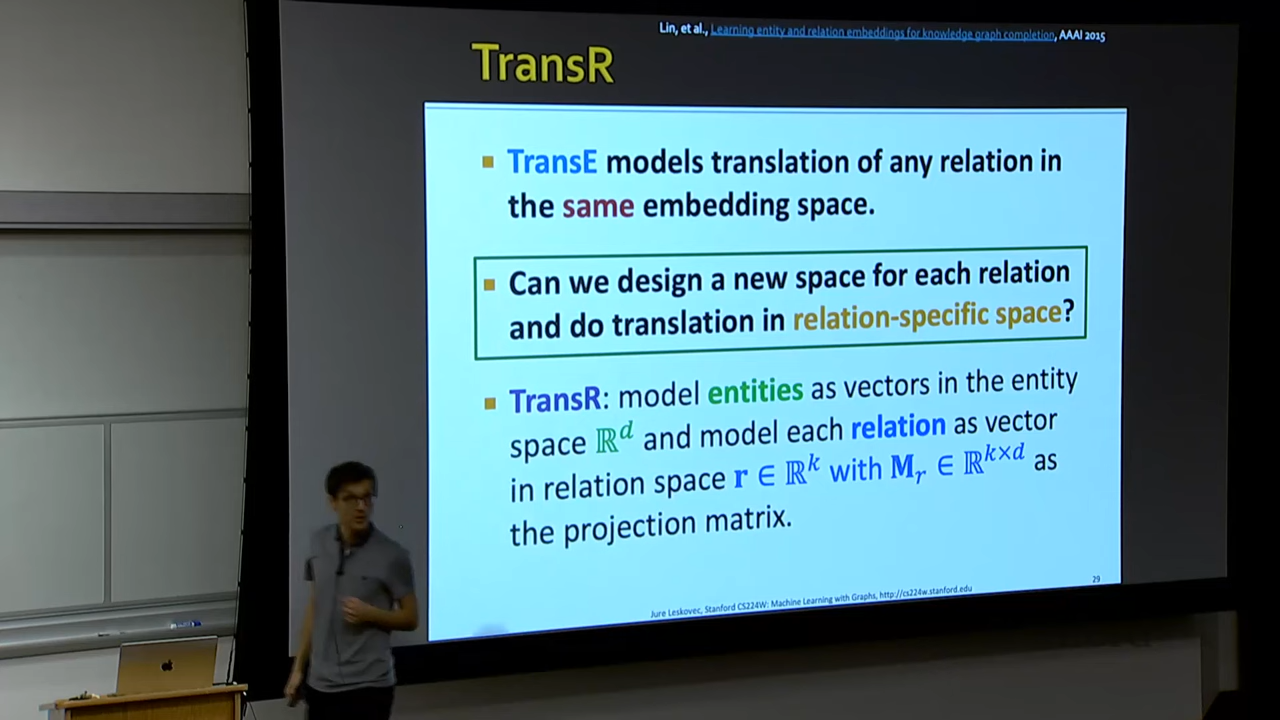 Lin, et al., Learning entity and relation embeddings for knowledge graph completion, AAAI 2015
TransR
TransE models translation of any relation in
the same embedding space.
Can we design a new space for each relation
and do translation in relation-specific space?
TransR: model entities as vectors in the entity
space ℝᵈ and model each relation as vector
in relation space r ∈ ℝᵏ with Mᵣ ∈ ℝᵏˣᵈ as
the projection matrix.
29
Jure Leskovec, Stanford CS224W: Machine Learning with Graphs, http://cs224w.stanford.edu